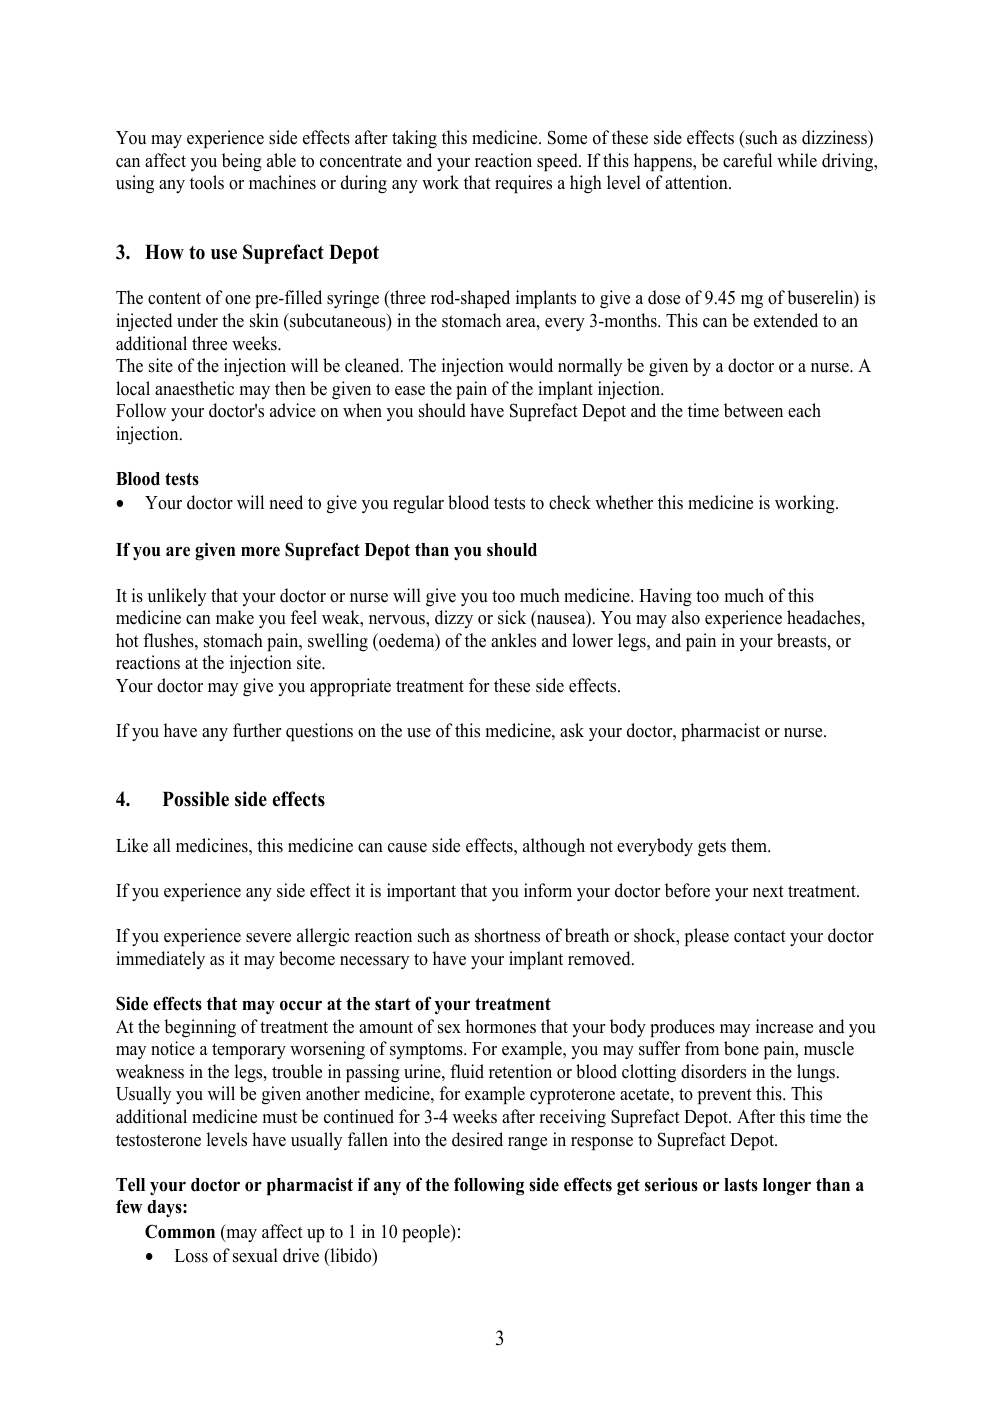 You may experience side effects after taking this medicine. Some of these side effects (such as dizziness)
can affect you being able to concentrate and your reaction speed. If this happens, be careful while driving,
using any tools or machines or during any work that requires a high level of attention.
3. How to use Suprefact Depot
The content of one pre-filled syringe (three rod-shaped implants to give a dose of 9.45 mg of buserelin) is
injected under the skin (subcutaneous) in the stomach area, every 3-months. This can be extended to an
additional three weeks.
The site of the injection will be cleaned. The injection would normally be given by a doctor or a nurse. A
local anaesthetic may then be given to ease the pain of the implant injection.
Follow your doctor's advice on when you should have Suprefact Depot and the time between each
injection.
Blood tests
• Your doctor will need to give you regular blood tests to check whether this medicine is working.
If you are given more Suprefact Depot than you should
It is unlikely that your doctor or nurse will give you too much medicine. Having too much of this
medicine can make you feel weak, nervous, dizzy or sick (nausea). You may also experience headaches,
hot flushes, stomach pain, swelling (oedema) of the ankles and lower legs, and pain in your breasts, or
reactions at the injection site.
Your doctor may give you appropriate treatment for these side effects.
If you have any further questions on the use of this medicine, ask your doctor, pharmacist or nurse.
4. Possible side effects
Like all medicines, this medicine can cause side effects, although not everybody gets them.
If you experience any side effect it is important that you inform your doctor before your next treatment.
If you experience severe allergic reaction such as shortness of breath or shock, please contact your doctor
immediately as it may become necessary to have your implant removed.
Side effects that may occur at the start of your treatment
At the beginning of treatment the amount of sex hormones that your body produces may increase and you
may notice a temporary worsening of symptoms. For example, you may suffer from bone pain, muscle
weakness in the legs, trouble in passing urine, fluid retention or blood clotting disorders in the lungs.
Usually you will be given another medicine, for example cyproterone acetate, to prevent this. This
additional medicine must be continued for 3-4 weeks after receiving Suprefact Depot. After this time the
testosterone levels have usually fallen into the desired range in response to Suprefact Depot.
Tell your doctor or pharmacist if any of the following side effects get serious or lasts longer than a
few days:
Common (may affect up to 1 in 10 people):
• Loss of sexual drive (libido)
3